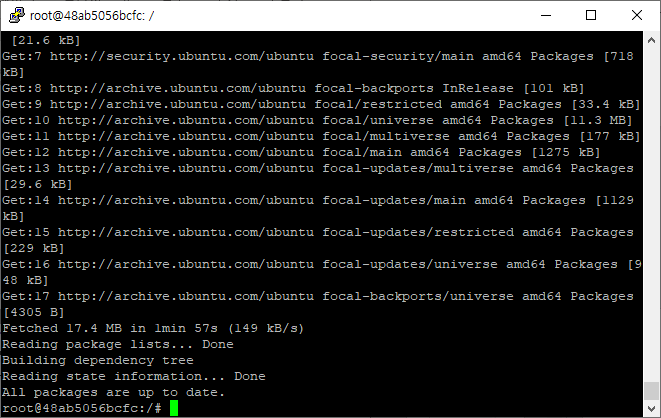 root@48ab5056bcfc: /
 [21.6 kB]
Get:7 http://security.ubuntu.com/ubuntu focal-security/main amd64 Packages [718
kB]
Get:8 http://archive.ubuntu.com/ubuntu focal-backports InRelease [101 kB]
Get:9 http://archive.ubuntu.com/ubuntu focal/restricted amd64 Packages [33.4 kB]
Get:10 http://archive.ubuntu.com/ubuntu focal/universe amd64 Packages [11.3 MB]
Get:11 http://archive.ubuntu.com/ubuntu focal/multiverse amd64 Packages [177 kB]
Get:12 http://archive.ubuntu.com/ubuntu focal/main amd64 Packages [1275 kB]
Get:13 http://archive.ubuntu.com/ubuntu focal-updates/multiverse amd64 Packages
[29.6 kB]
Get:14 http://archive.ubuntu.com/ubuntu focal-updates/main amd64 Packages [1129
kB]
Get:15 http://archive.ubuntu.com/ubuntu focal-updates/restricted amd64 Packages
[229 kB]
Get:16 http://archive.ubuntu.com/ubuntu focal-updates/universe amd64 Packages [9
48 kB]
Get:17 http://archive.ubuntu.com/ubuntu focal-backports/universe amd64 Packages
[4305 B]
Fetched 17.4 MB in 1min 57s (149 kB/s)
Reading package lists... Done
Building dependency tree
Reading state information... Done
All packages are up to date.
root@48ab5056bcfc:/#